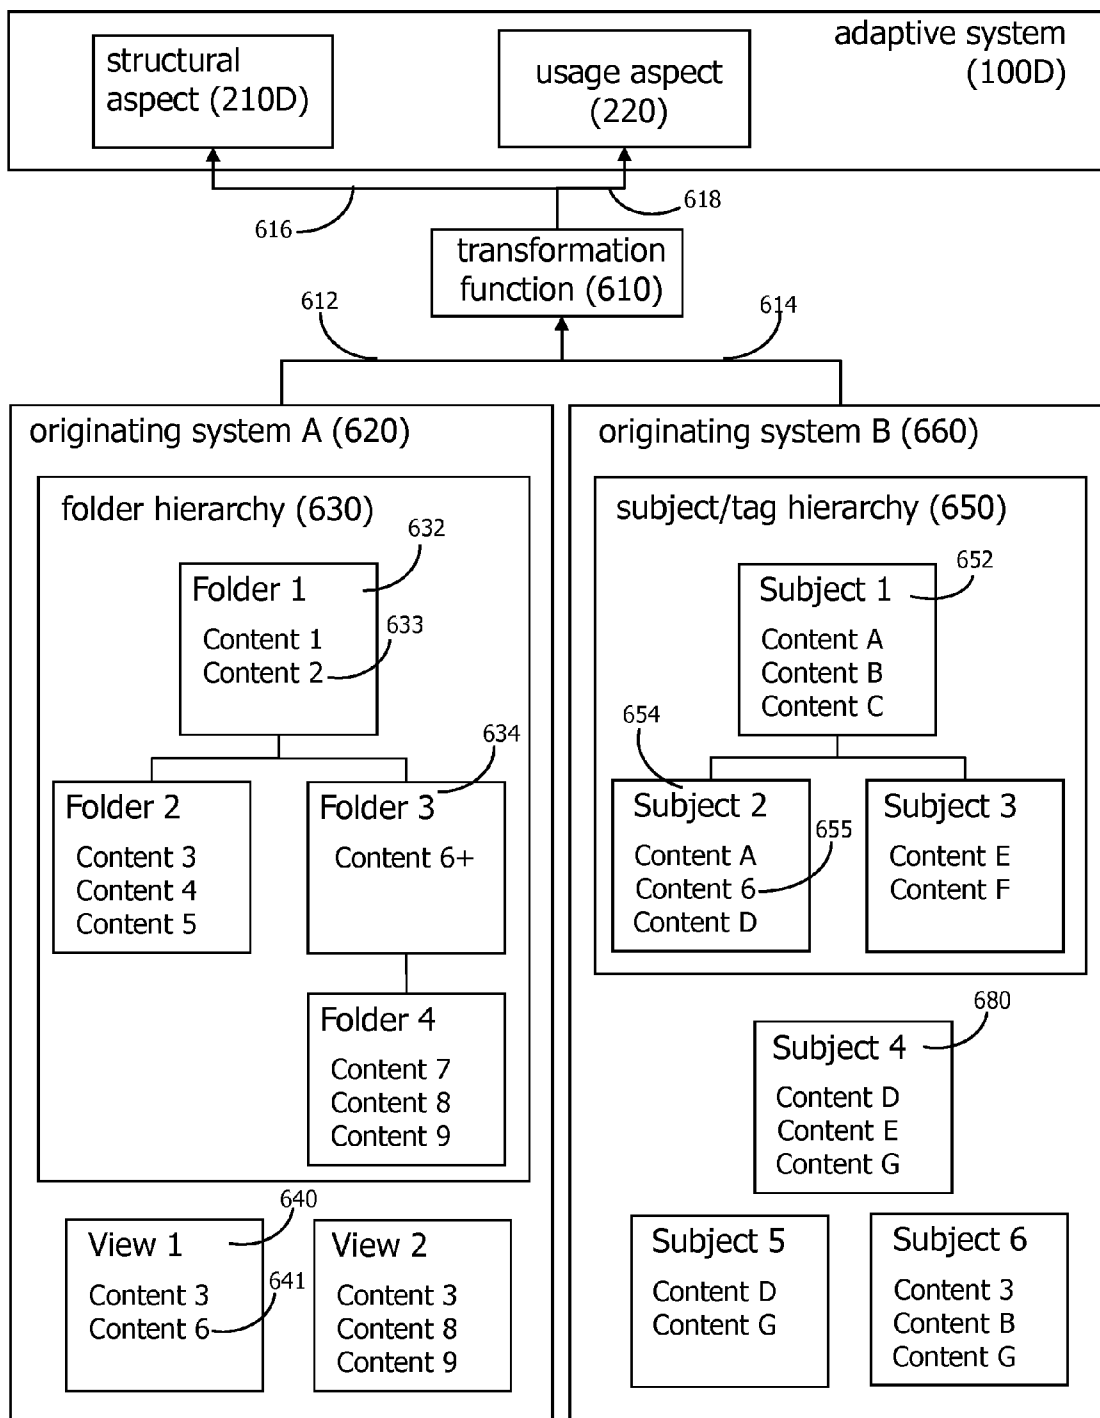 adaptive system
(100D)
structural
aspect (210D)
usage aspect
(220)
616
618
transformation
function (610)
612
614
originating system A (620)
folder hierarchy (630)
632
Folder 1
Content 1
633
Content 2
634
Folder 2
Content 3
Content 4
Content 5
Folder 3
Content 6+
Folder 4
Content 7
Content 8
Content 9
640
View 1
Content 3
641
Content 6
View 2
Content 3
Content 8
Content 9
originating system B (660)
subject/tag hierarchy (650)
652
Subject 1
Content A
Content B
Content C
654
Subject 2
655
Content A
Content 6
Content D
Subject 3
Content E
Content F
680
Subject 4
Content D
Content E
Content G
Subject 5
Content D
Content G
Subject 6
Content 3
Content B
Content G